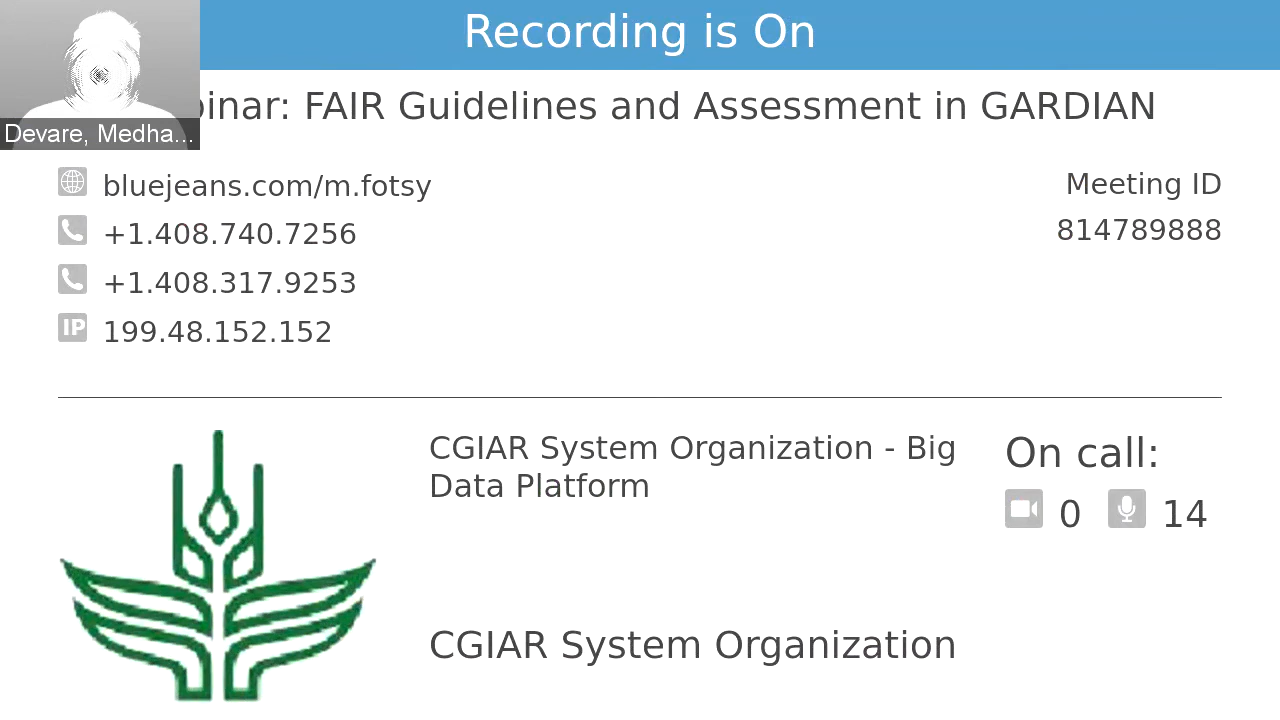 Recording is On
inar: FAIR Guidelines and Assessment in GARDIAN
Devare, Medha...
bluejeans.com/m.fotsy
Meeting ID
+1.408.740.7256
814789888
+1.408.317.9253
IP 199.48.152.152
CGIAR System Organization - Big
Data Platform
On call:
0 14
CGIAR System Organization